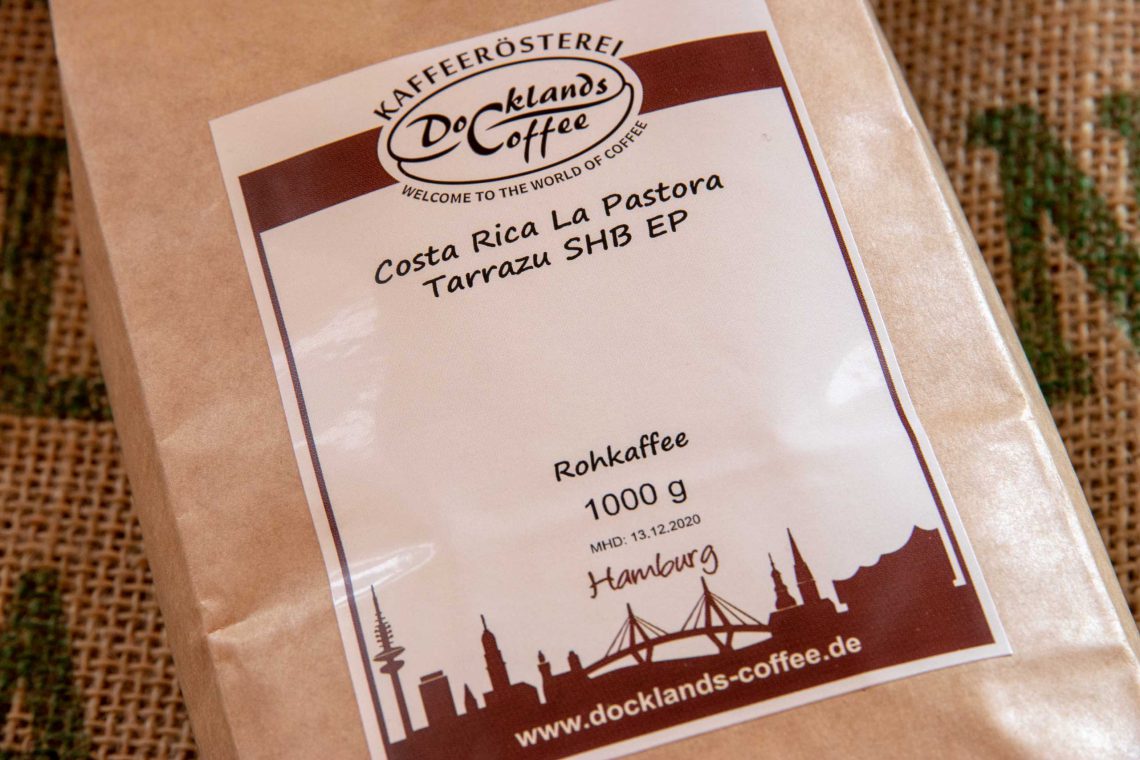 KAFFEERÖSTEREI
Docklands
Coffee
WELCOME TO THE WORLD OF COFFEE
Costa Rica La Pastora
Tarrazu SHB EP
Rohkaffee
1000 g
MHD: 13.12.2020
Hamburg
www.docklands-coffee.de